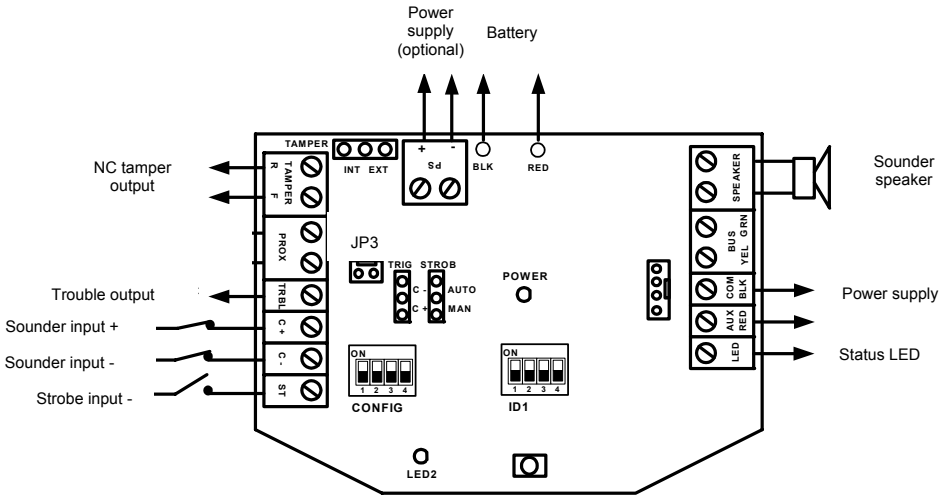 Power
supply
(optional)
Battery
TAMPER
INT EXT
+ -
PS
BLK
RED
NC tamper
output
R
F
TAMPER
PROX
Trouble output
TRBL
Sounder input +
C +
Sounder input -
C -
Strobe input -
ST
JP3
TRIG STROB
C - AUTO
C + MAN
POWER
ON
1 2 3 4
CONFIG
ON
1 2 3 4
ID1
LED2
SPEAKER
Sounder
speaker
BUS
YEL GRN
COM
BLK
Power supply
AUX
RED
LED
Status LED